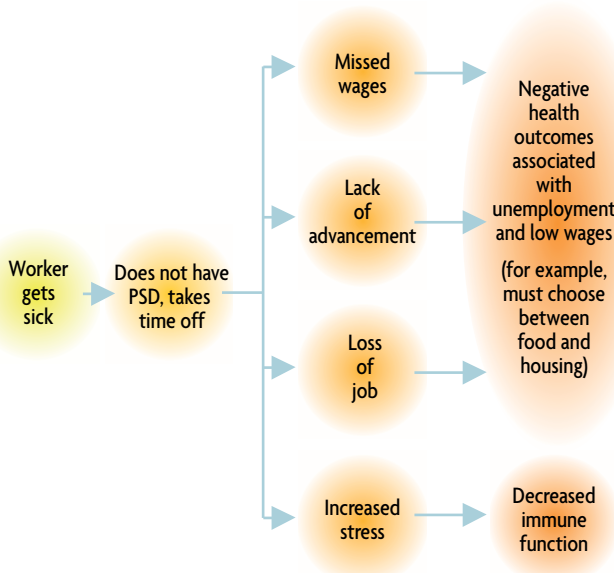 Worker
gets
sick
Does not have
PSD, takes
time off
Missed
wages
Lack
of
advancement
Loss
of
job
Increased
stress
Negative
health
outcomes
associated
with
unemployment
and low wages
(for example,
must choose
between
food and
housing)
Decreased
immune
function